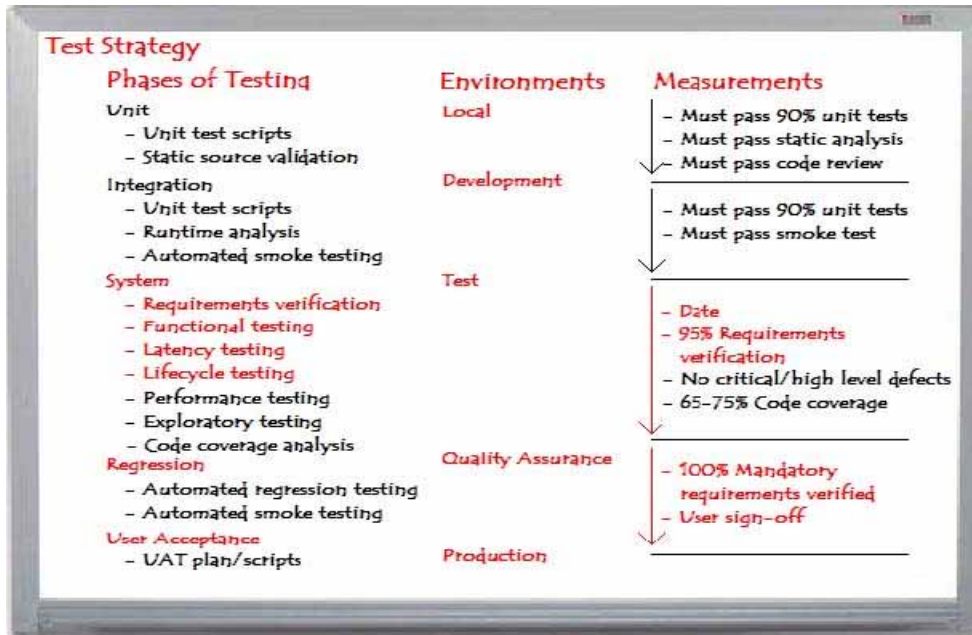 Test Strategy
Phases of Testing
Unit
- Unit test scripts
- Static source validation
Integration
- Unit test scripts
- Runtime analysis
- Automated smoke testing
System
- Requirements verification
- Functional testing
- Latency testing
- Lifecycle testing
- Performance testing
- Exploratory testing
- Code coverage analysis
Regression
- Automated regression testing
- Automated smoke testing
User Acceptance
- UAT plan/scripts
Environments
Local
Development
Test
Quality Assurance
Production
Measurements
- Must pass 90% unit tests
- Must pass static analysis
- Must pass code review
- Must pass 90% unit tests
- Must pass smoke test
- Date
- 95% Requirements
verification
- No critical/high level defects
- 65-75% Code coverage
- 100% Mandatory
requirements verified
- User sign-off